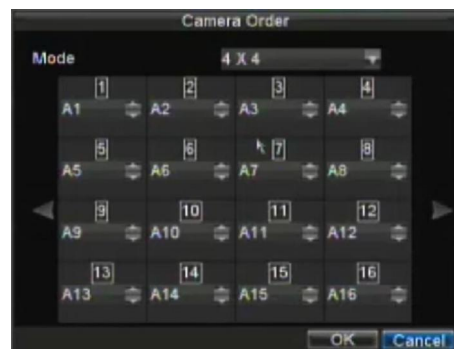 Camera Order
Mode 4 X 4
1 2 3 4
A1 A2 A3 A4
5 6 7 8
A5 A6 A7 A8
9 10 11 12
A9 A10 A11 A12
13 14 15 16
A13 A14 A15 A16
OK Cancel